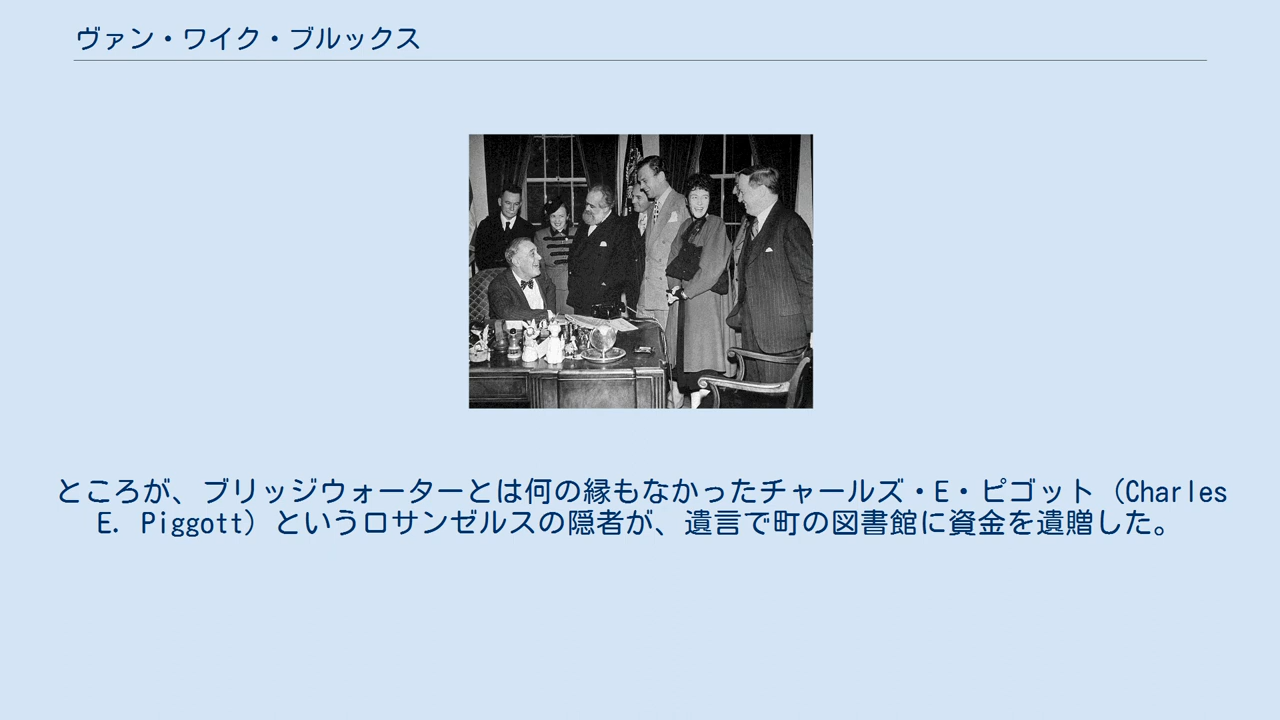 ヴァン・ワイク・ブルックス
ところが、ブリッジウォーターとは何の縁もなかったチャールズ・E・ピゴット（Charles
E. Piggott）というロサンゼルスの隠者が、遺言で町の図書館に資金を遺贈した。